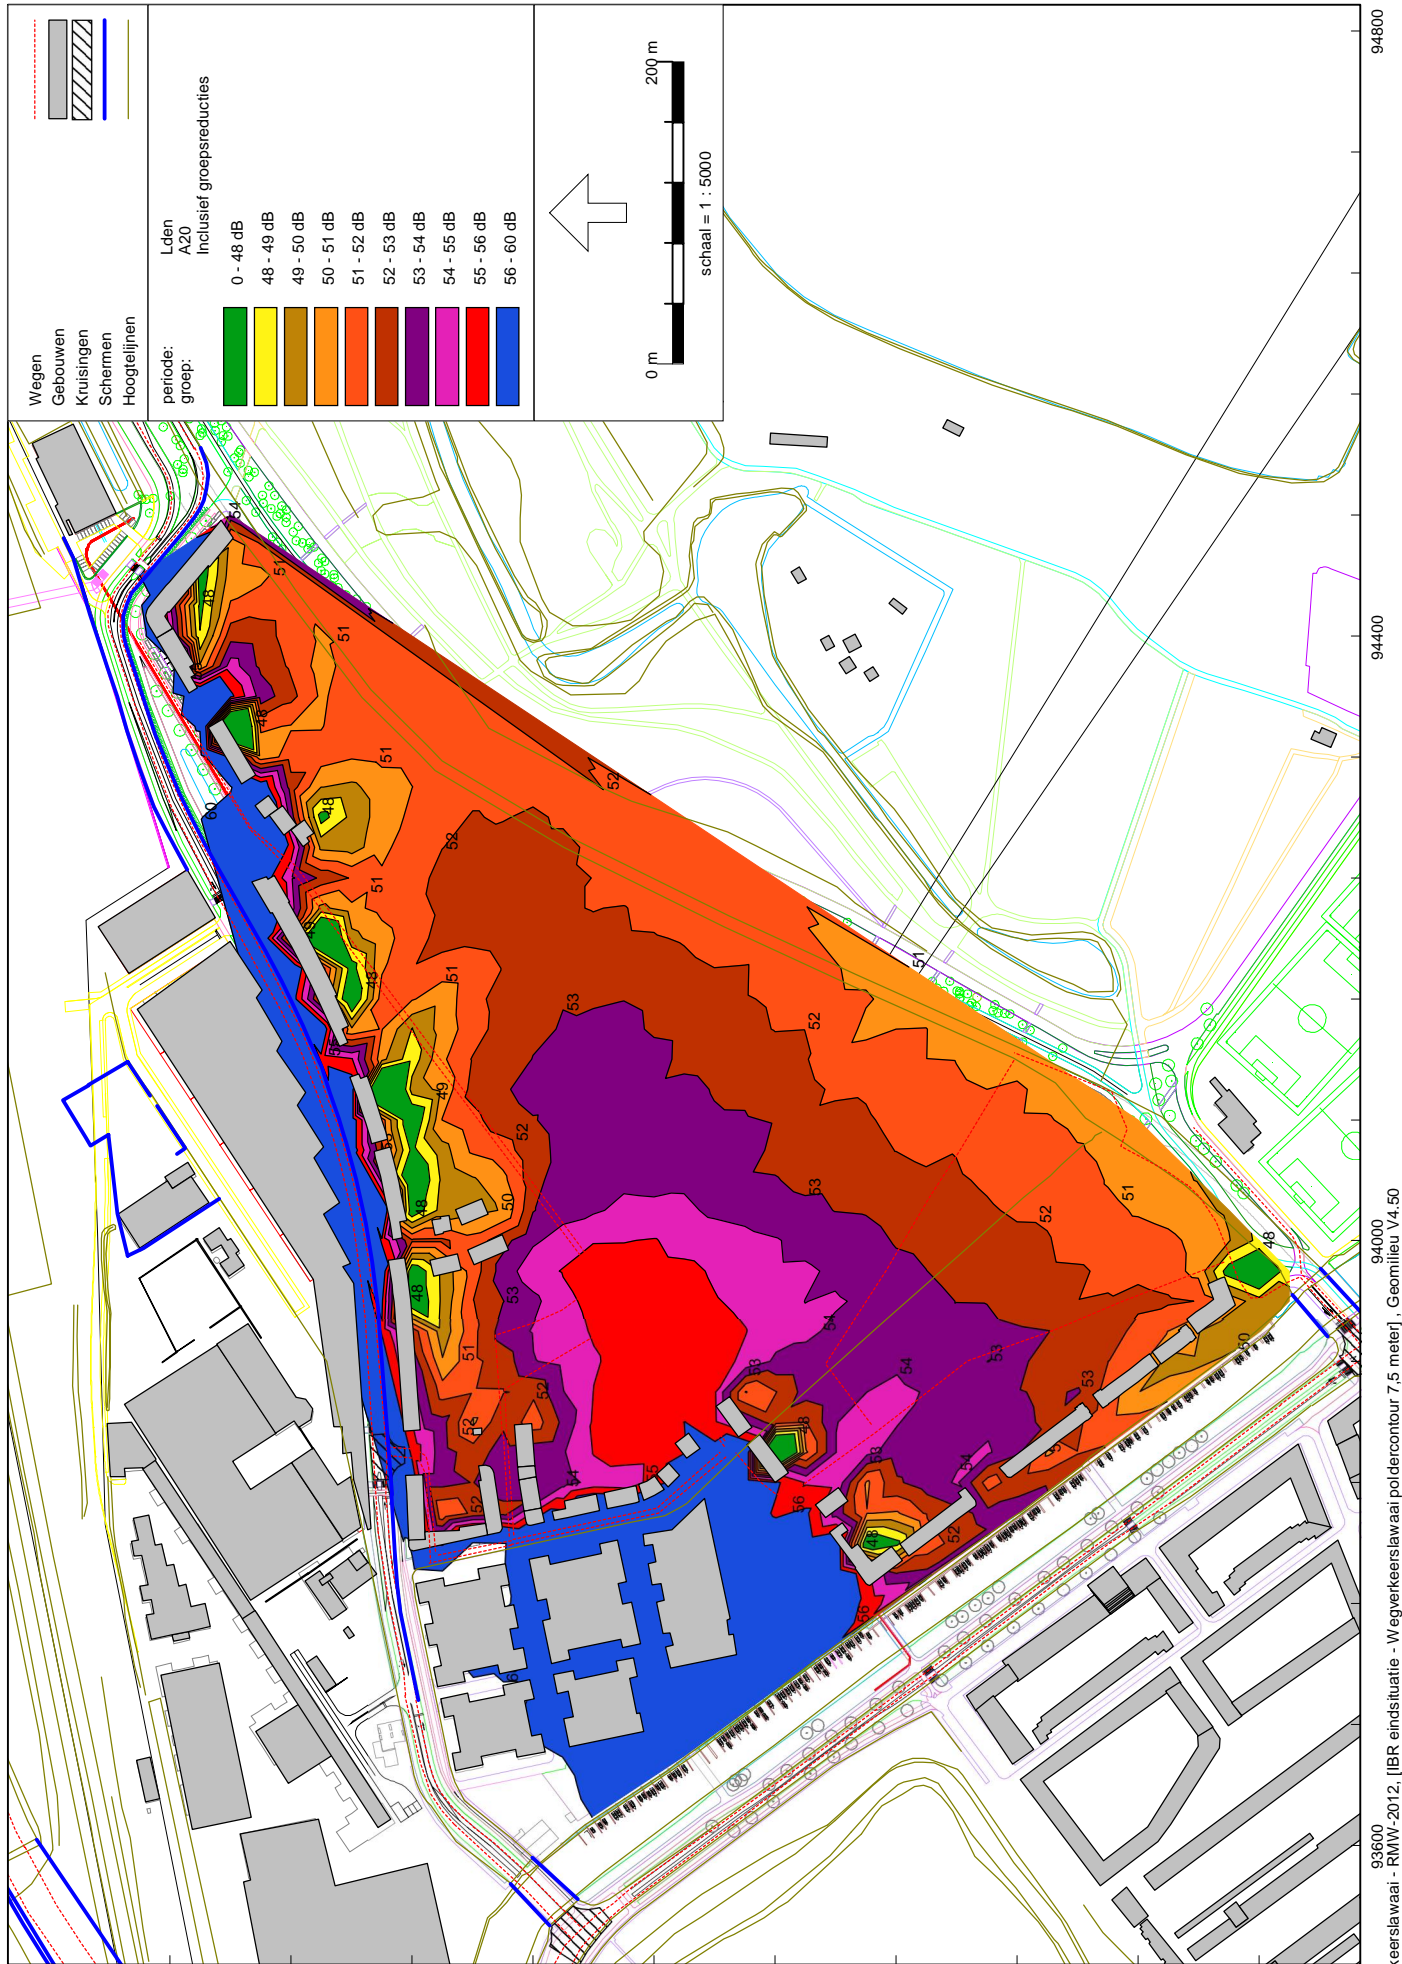 Wegen
Gebouwen
Kruisingen
Schermen
Hoogtelijnen
periode: Lden
groep: A20
Inclusief groepsreducties
0 - 48 dB
48 - 49 dB
49 - 50 dB
50 - 51 dB
51 - 52 dB
52 - 53 dB
53 - 54 dB
54 - 55 dB
55 - 56 dB
56 - 60 dB
0 m 200 m
schaal = 1 : 5000
54
51
48
51
48
60
51
48
52
51
52
49
48
51
53
52
51
49
52
48
50
53
52
48
53
51
54
51
52
52
53
48
54
53
53
50
52
54
55
48
53
54
56
53
48
52
56
93600 94000 94400 94800
keerslawaai - RMW-2012, [IBR eindsituatie - Wegverkeerslawaai poldercontour 7,5 meter] , Geomilieu V4.50